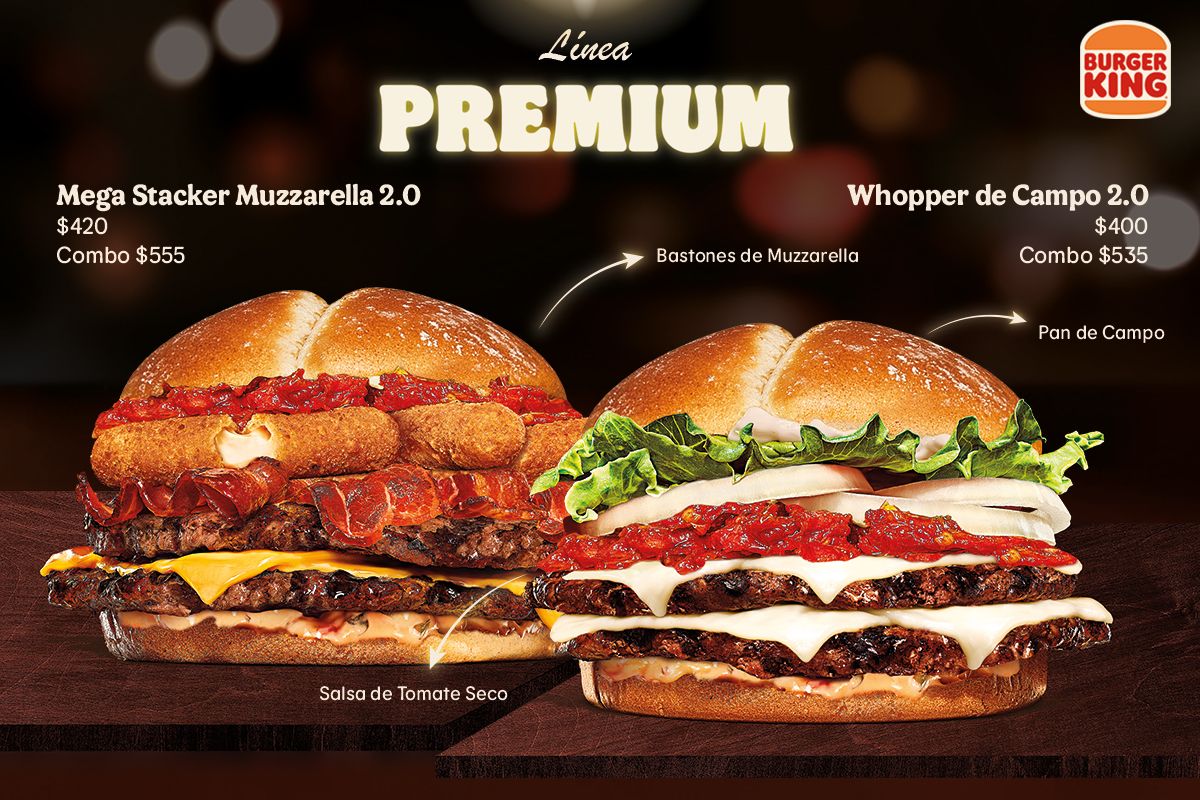 Línea
PREMIUM
BURGER
KING
Mega Stacker Muzzarella 2.0
$420
Combo $555
Whopper de Campo 2.0
$400
Combo $535
Bastones de Muzzarella
Pan de Campo
Salsa de Tomate Seco